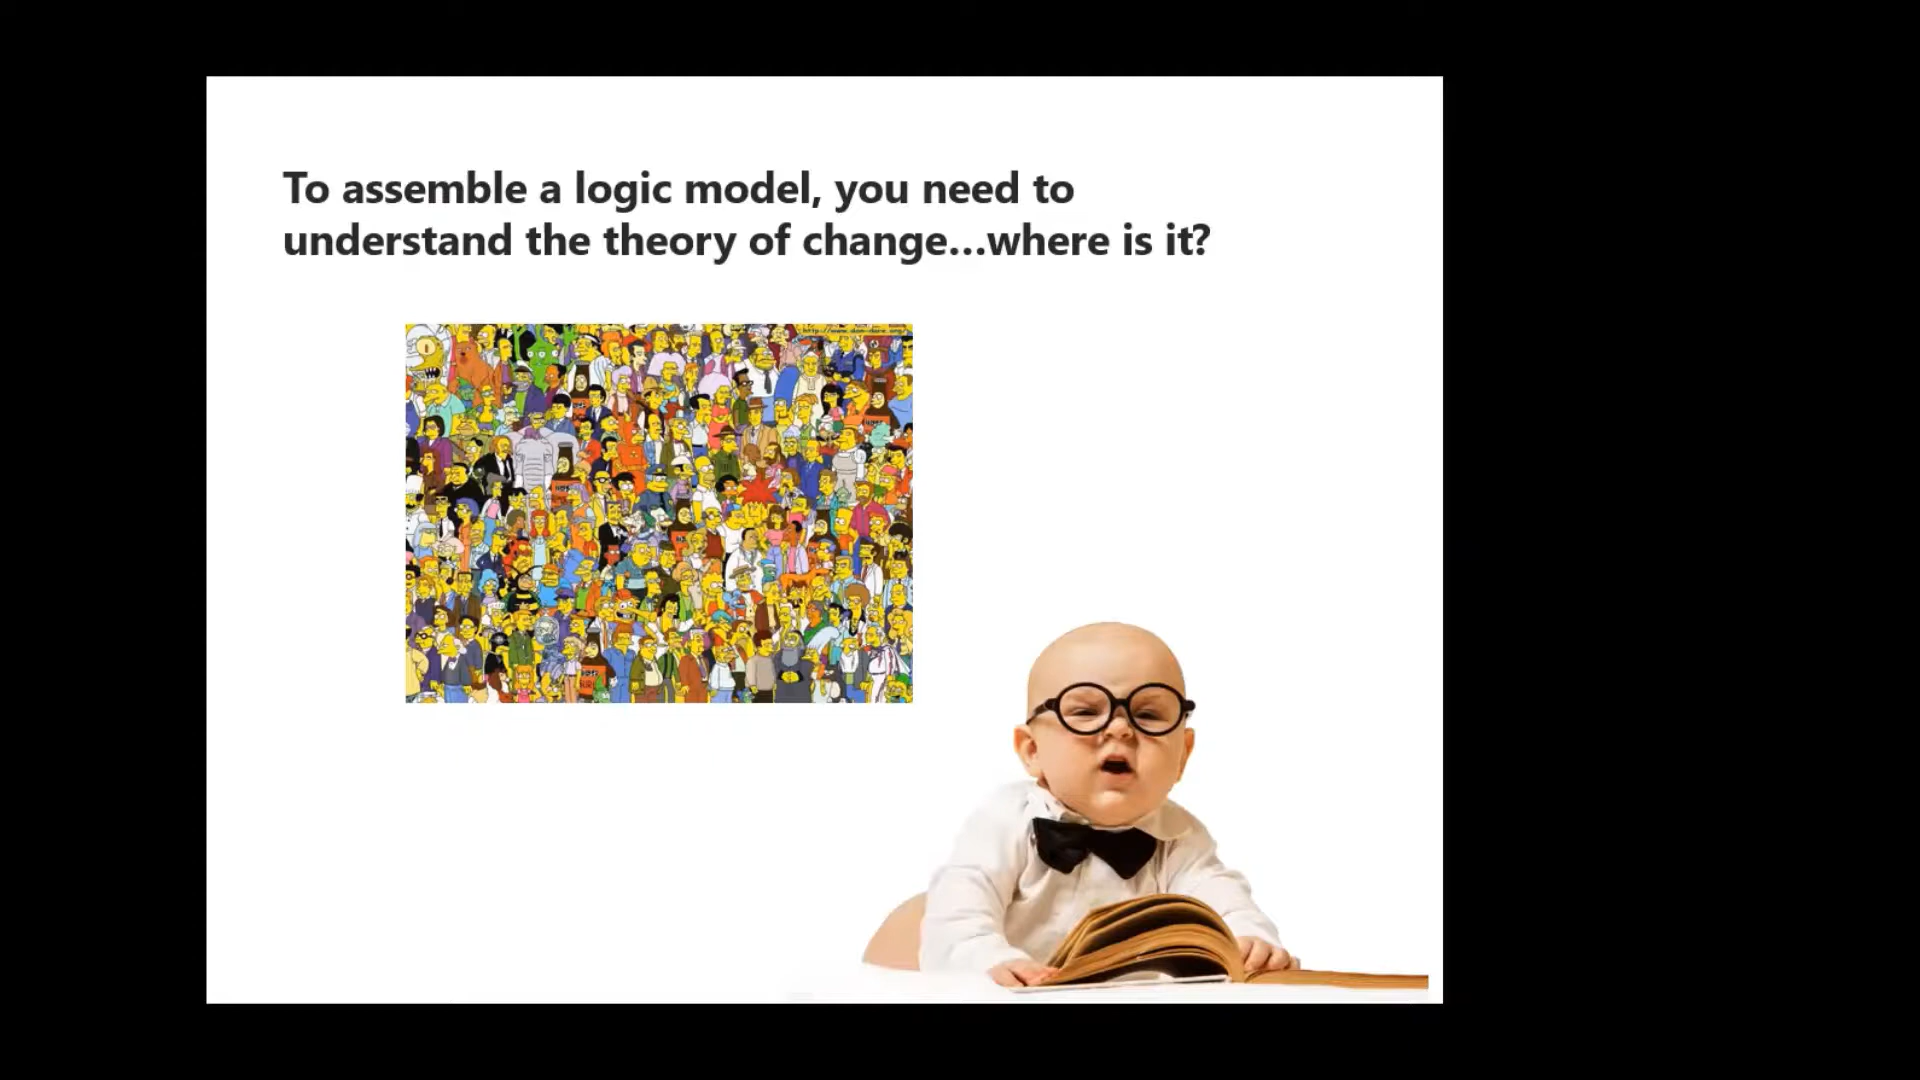 To assemble a logic model, you need to
understand the theory of change...where is it?